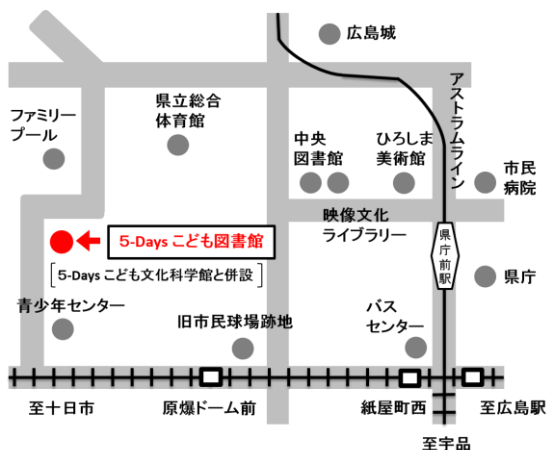 広島城
アストラムライン
ファミリー
プール
県立総合
体育館
中央
図書館
ひろしま
美術館
市民
病院
映像文化
ライブラリー
5-Days こども図書館
[5-Days こども文化科学館と併設]
県庁前駅
県庁
青少年センター
旧市民球場跡地
バス
センター
至十日市
原爆ドーム前
紙屋町西
至広島駅
至宇品